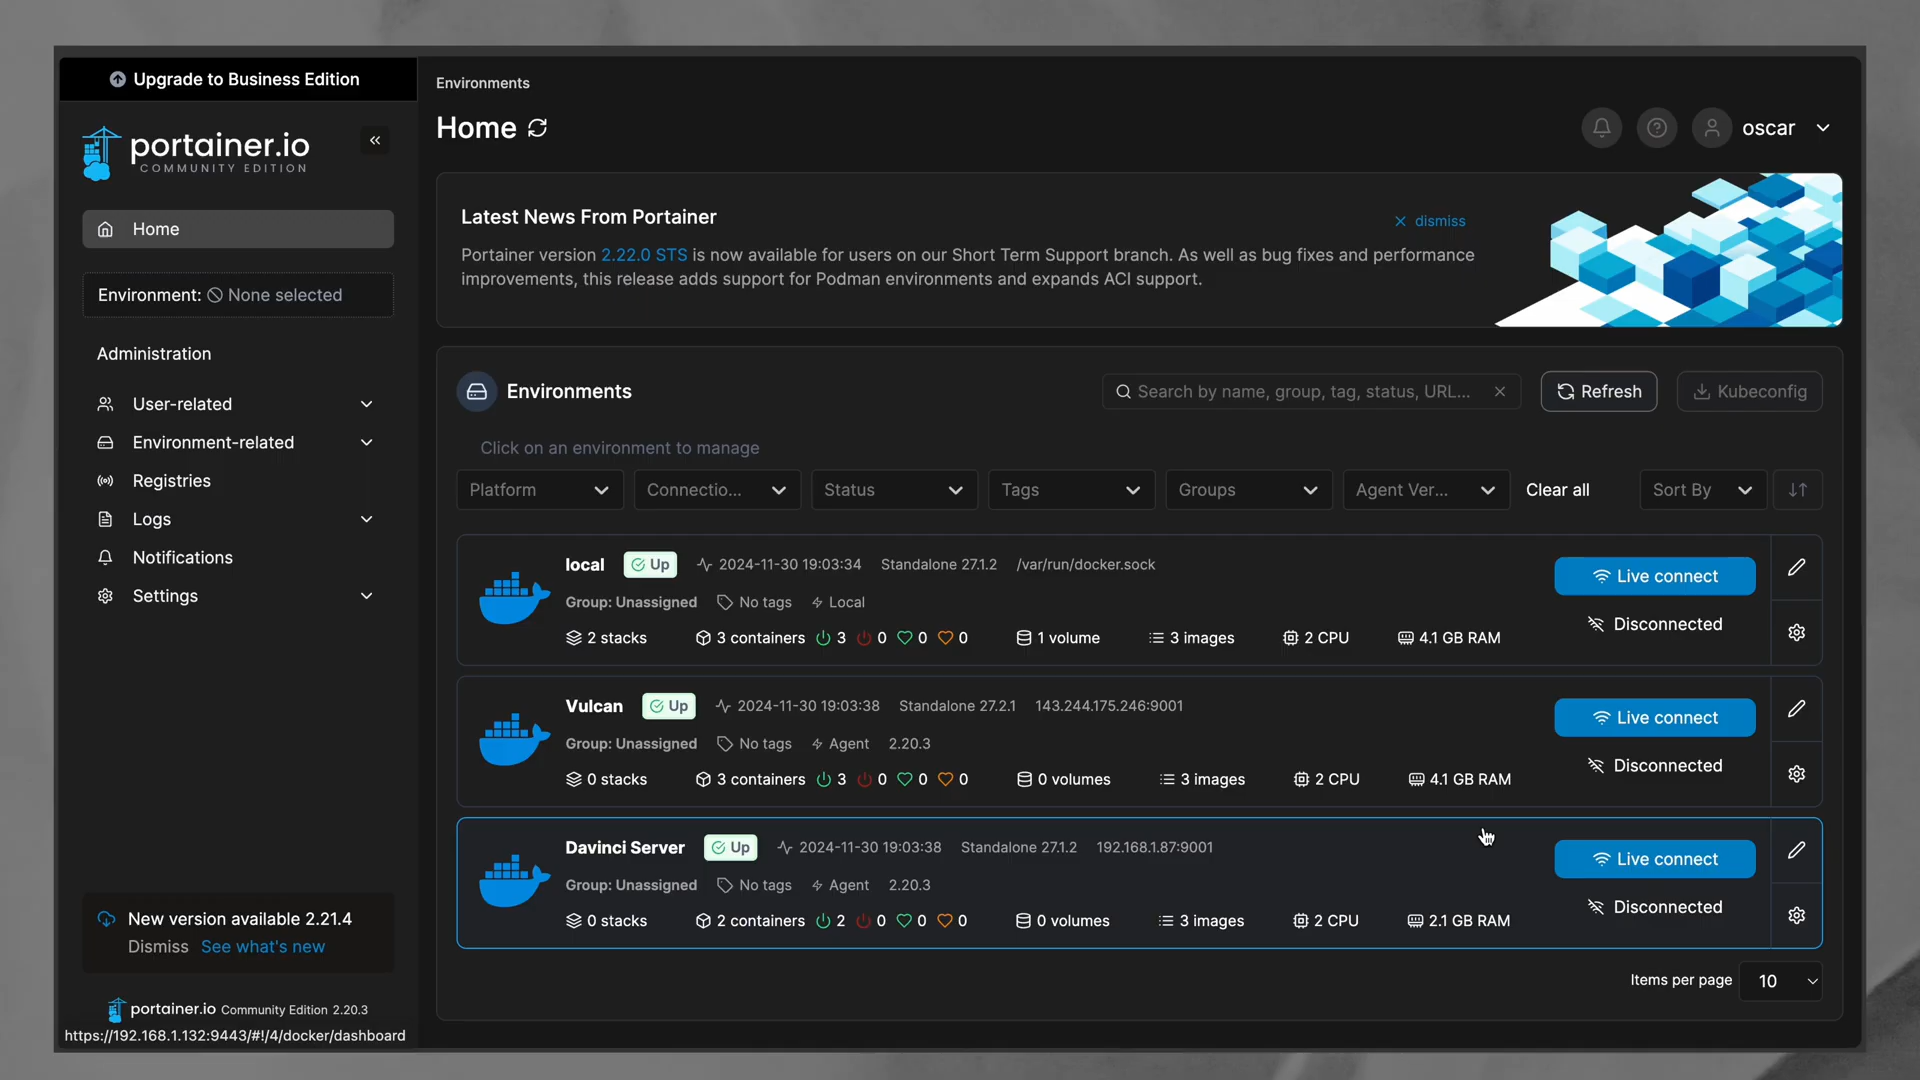 Upgrade to Business Edition
portainer.io
COMMUNITY EDITION
Home
Environment: None selected
Administration
User-related
Environment-related
Registries
Logs
Notifications
Settings
New version available 2.21.4
Dismiss See what's new
portainer.io Community Edition 2.20.3
https://192.168.1.132:9443/#!/4/docker/dashboard
Environments
Home
oscar
Latest News From Portainer
dismiss
Portainer version 2.22.0 STS is now available for users on our Short Term Support branch. As well as bug fixes and performance
improvements, this release adds support for Podman environments and expands ACI support.
Environments
Search by name, group, tag, status, URL...
Refresh
Kubeconfig
Click on an environment to manage
Platform Connectio... Status Tags Groups Agent Ver... Clear all Sort By
local Up 2024-11-30 19:03:34 Standalone 27.1.2 /var/run/docker.sock
Group: Unassigned No tags Local
2 stacks 3 containers 3 0 0 0 1 volume 3 images 2 CPU 4.1 GB RAM
Live connect
Disconnected
Vulcan Up 2024-11-30 19:03:38 Standalone 27.2.1 143.244.175.246:9001
Group: Unassigned No tags Agent 2.20.3
0 stacks 3 containers 3 0 0 0 0 volumes 3 images 2 CPU 4.1 GB RAM
Live connect
Disconnected
Davinci Server Up 2024-11-30 19:03:38 Standalone 27.1.2 192.168.1.87:9001
Group: Unassigned No tags Agent 2.20.3
0 stacks 2 containers 2 0 0 0 0 volumes 3 images 2 CPU 2.1 GB RAM
Live connect
Disconnected
Items per page 10